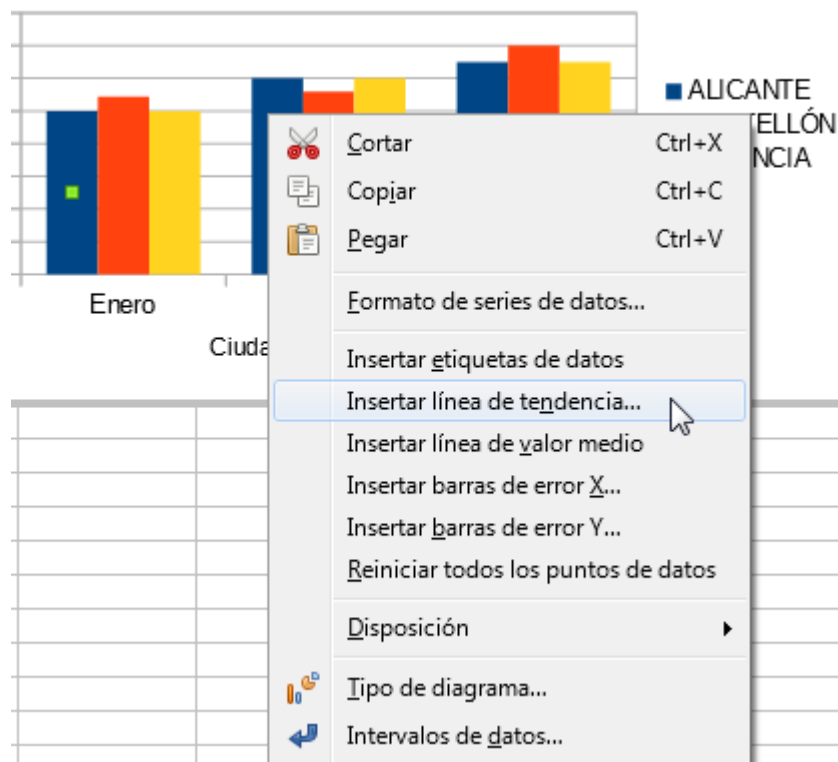 ALICANTE
ELLÓN
NCIA
Enero
Ciuda
Cortar Ctrl+X
Copiar Ctrl+C
Pegar Ctrl+V
Formato de series de datos...
Insertar etiquetas de datos
Insertar línea de tendencia...
Insertar línea de valor medio
Insertar barras de error X...
Insertar barras de error Y...
Reiniciar todos los puntos de datos
Disposición
Tipo de diagrama...
Intervalos de datos...